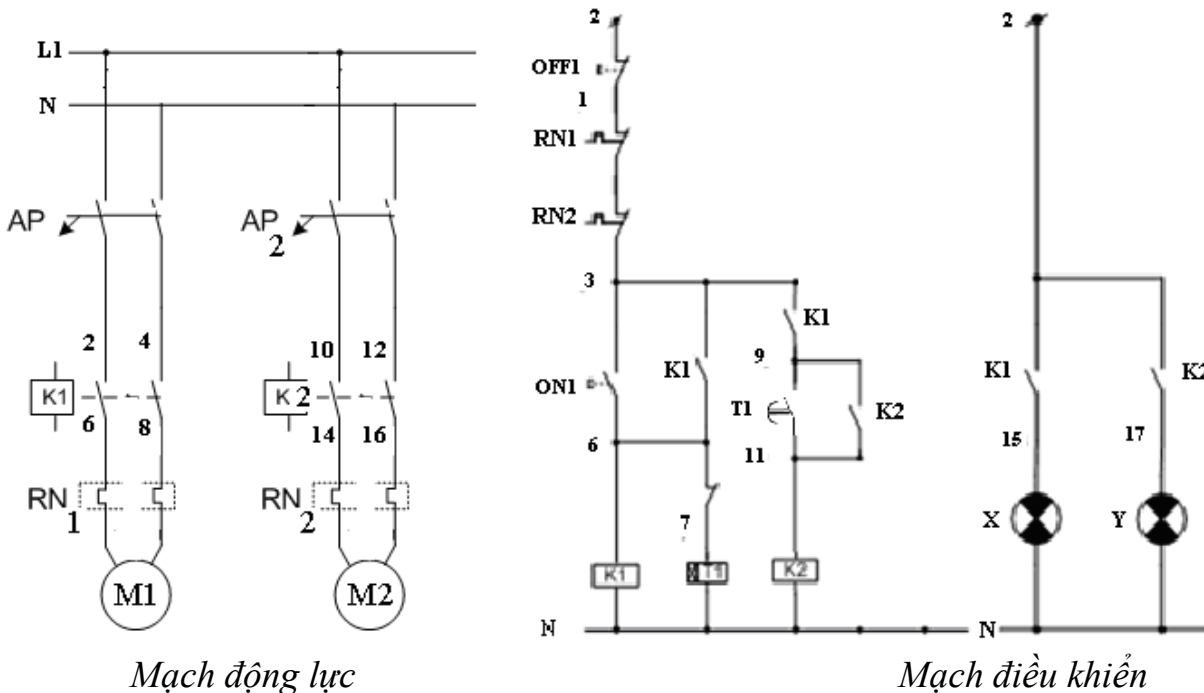 L1
N
AP
AP
2
2
4
10
12
K1
K 2
6
8
14
16
RN
1
RN
2
M1
M2
Mạch động lực
2
OFF1
1
RN1
RN2
3
K1
9
ON1
K1
T1
K2
6
11
7
K1
T1
K2
N
2
K1
K2
15
17
X
Y
N
Mạch điều khiển